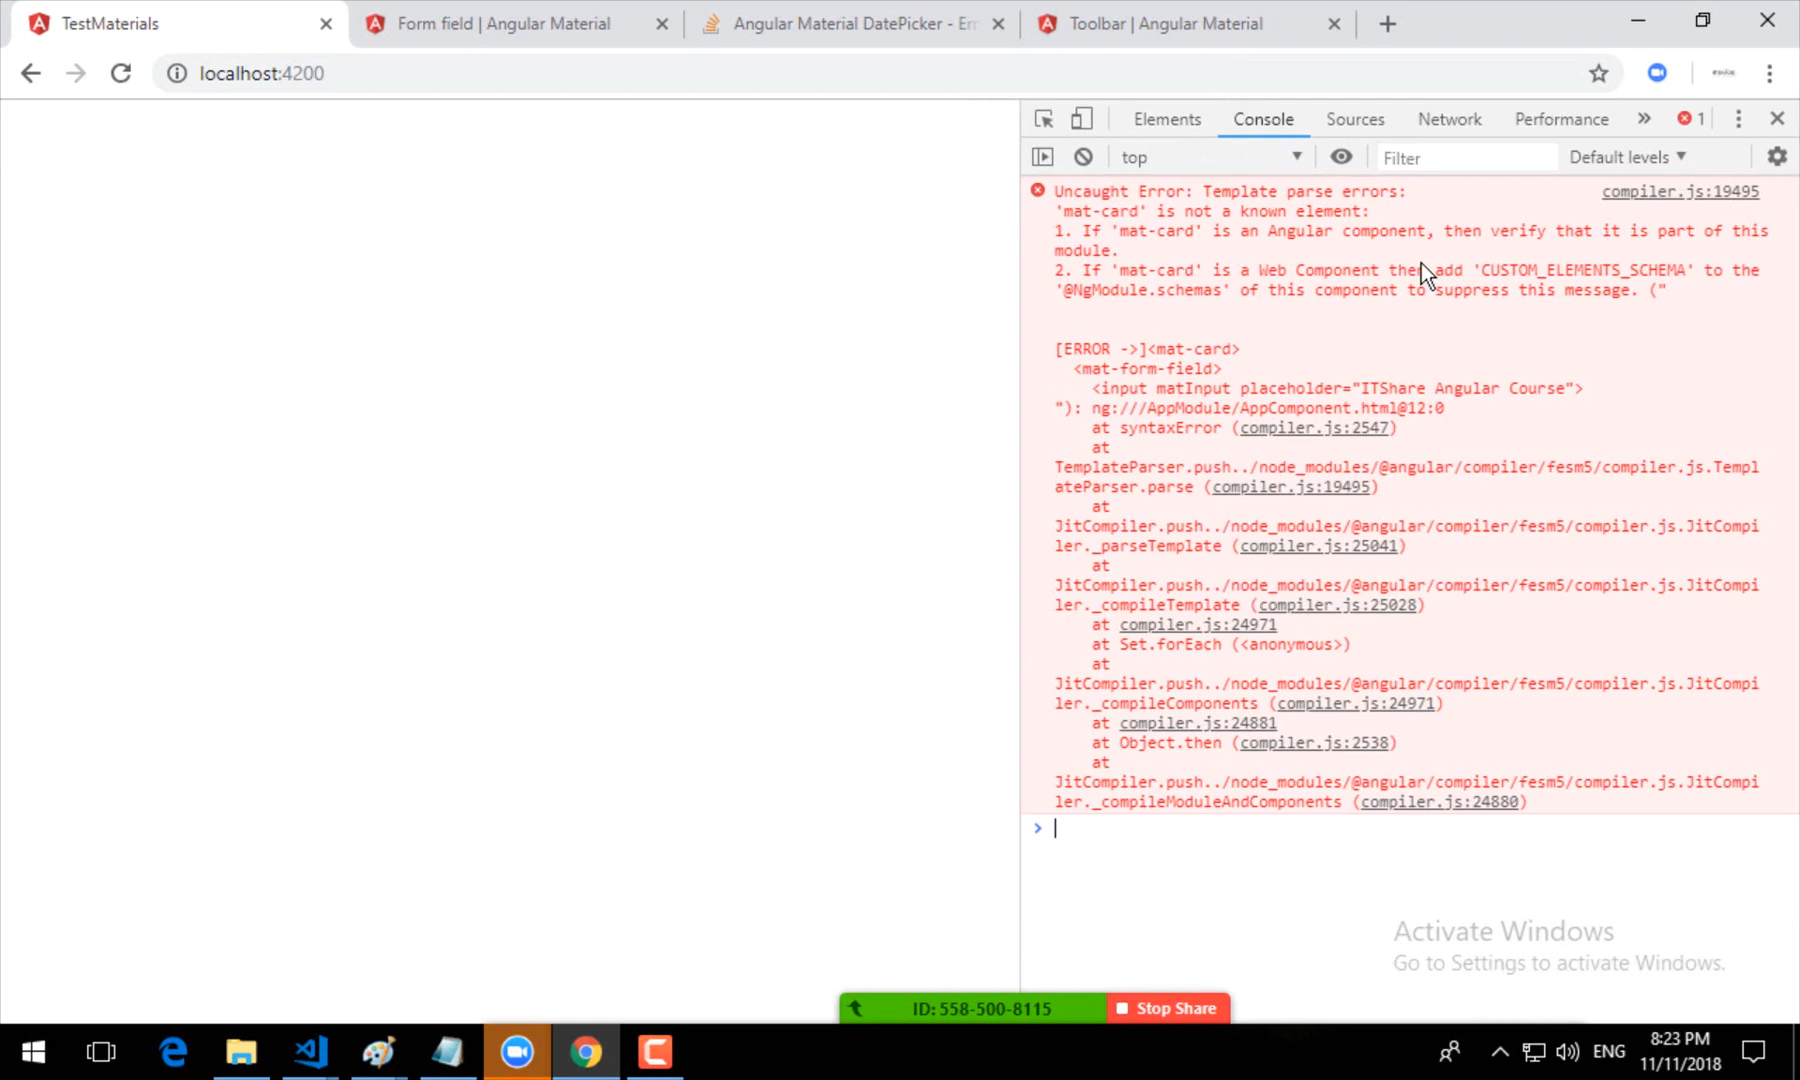 TestMaterials
Form field | Angular Material
Angular Material DatePicker - Err
Toolbar | Angular Material
localhost:4200
Elements
Console
Sources
Network
Performance
1
top
Filter
Default levels
Uncaught Error: Template parse errors:
compiler.js:19495
'mat-card' is not a known element:
1. If 'mat-card' is an Angular component, then verify that it is part of this
module.
2. If 'mat-card' is a Web Component then add 'CUSTOM_ELEMENTS_SCHEMA' to the
'@NgModule.schemas' of this component to suppress this message. ("
[ERROR ->]<mat-card>
<mat-form-field>
<input matInput placeholder="ITShare Angular Course">
"): ng:///AppModule/AppComponent.html@12:0
at syntaxError (compiler.js:2547)
at
TemplateParser.push../node_modules/@angular/compiler/fesm5/compiler.js.Templ
ateParser.parse (compiler.js:19495)
at
JitCompiler.push../node_modules/@angular/compiler/fesm5/compiler.js.JitCompi
ler._parseTemplate (compiler.js:25041)
at
JitCompiler.push../node_modules/@angular/compiler/fesm5/compiler.js.JitCompi
ler._compileTemplate (compiler.js:25028)
at compiler.js:24971
at Set.forEach (<anonymous>)
at
JitCompiler.push../node_modules/@angular/compiler/fesm5/compiler.js.JitCompi
ler._compileComponents (compiler.js:24971)
at compiler.js:24881
at Object.then (compiler.js:2538)
at
JitCompiler.push../node_modules/@angular/compiler/fesm5/compiler.js.JitCompi
ler._compileModuleAndComponents (compiler.js:24880)
Activate Windows
Go to Settings to activate Windows.
ID: 558-500-8115
Stop Share
ENG
8:23 PM
11/11/2018